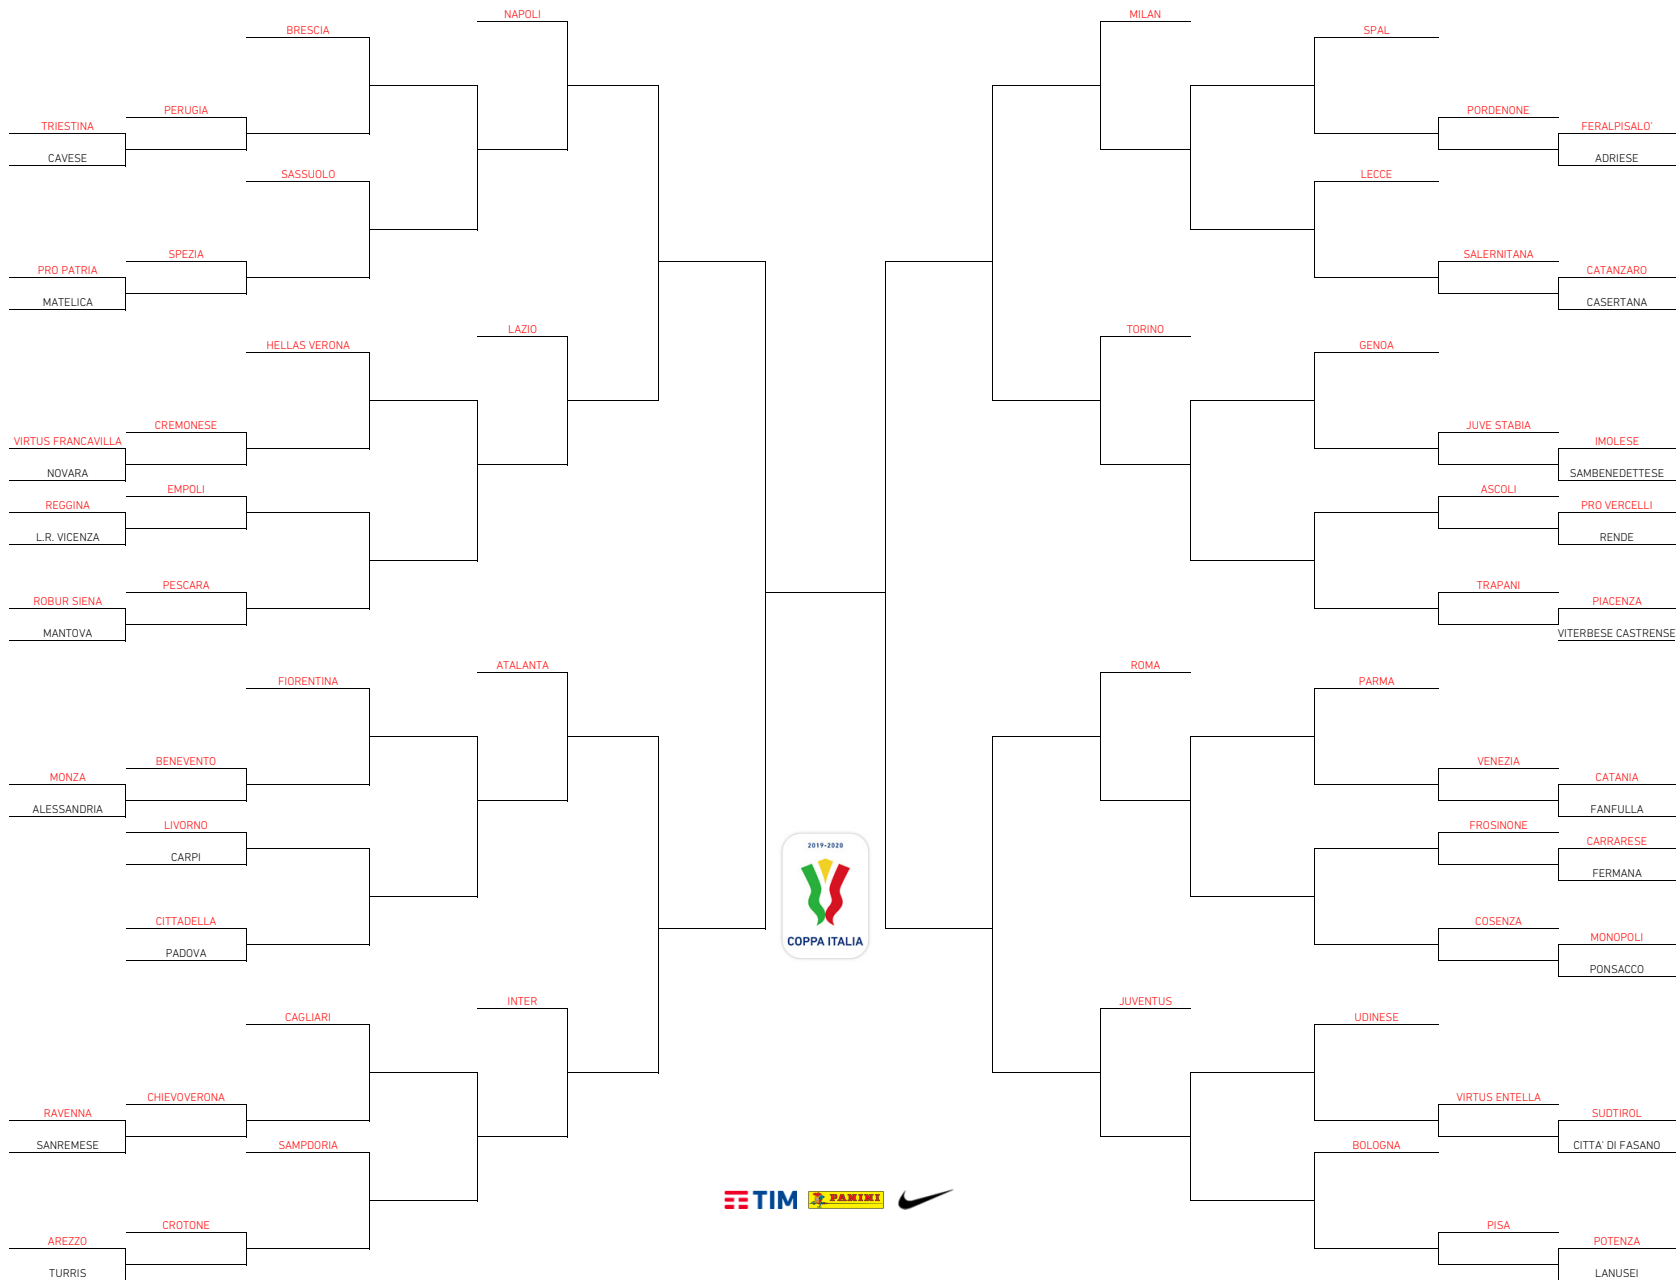 NAPOLI
MILAN
BRESCIA
SPAL
PERUGIA
PORDENONE
TRIESTINA
FERALPISALO'
CAVESE
ADRIESE
SASSUOLO
LECCE
SPEZIA
SALERNITANA
PRO PATRIA
CATANZARO
MATELICA
CASERTANA
LAZIO
TORINO
HELLAS VERONA
GENOA
CREMONESE
JUVE STABIA
VIRTUS FRANCAVILLA
IMOLESE
NOVARA
SAMBENEDETTESE
EMPOLI
ASCOLI
REGGINA
PRO VERCELLI
L.R. VICENZA
RENDE
PESCARA
TRAPANI
ROBUR SIENA
PIACENZA
MANTOVA
VITERBESE CASTRENSE
ATALANTA
ROMA
FIORENTINA
PARMA
BENEVENTO
VENEZIA
MONZA
CATANIA
ALESSANDRIA
FANFULLA
LIVORNO
FROSINONE
2019-2020
CARRARESE
CARPI
FERMANA
CITTADELLA
COSENZA
COPPA ITALIA
MONOPOLI
PADOVA
PONSACCO
INTER
JUVENTUS
CAGLIARI
UDINESE
CHIEVOVERONA
VIRTUS ENTELLA
RAVENNA
SUDTIROL
SANREMESE
SAMPDORIA
BOLOGNA
CITTA' DI FASANO
TIM
PANINI
CROTONE
PISA
AREZZO
POTENZA
TURRIS
LANUSEI